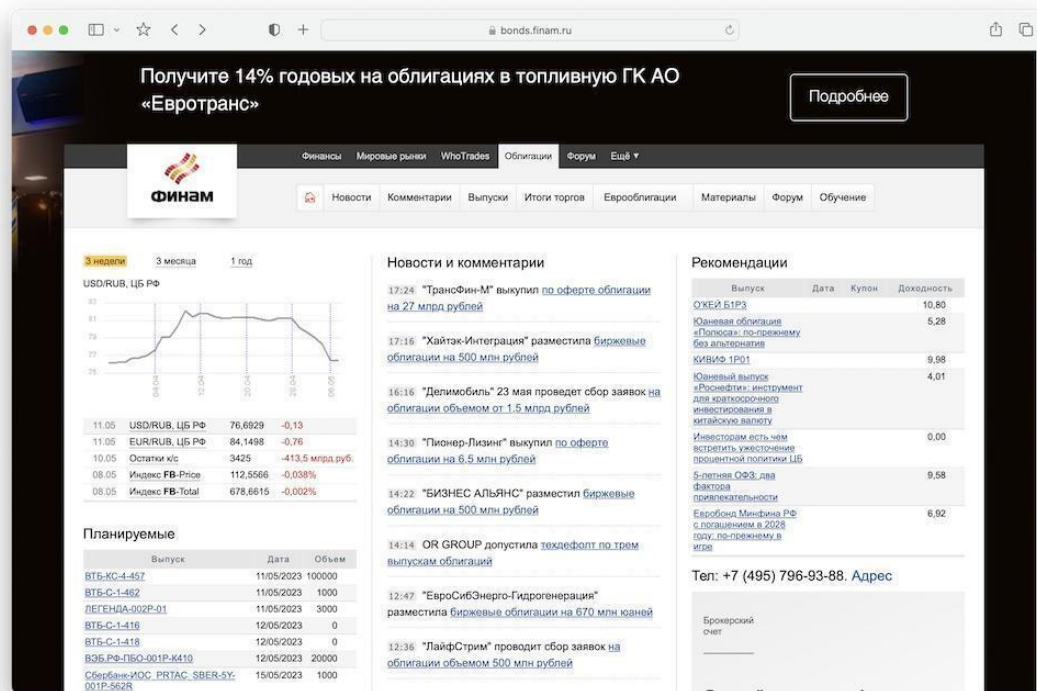 bonds.finam.ru
Получите 14% годовых на облигациях в топливную ГК АО
«Евротранс»
Подробнее
Финансы Мировые рынки WhoTrades Облигации Форум Ещё ▼
ФИНАМ
Новости Комментарии Выпуски Итоги торгов Еврооблигации Материалы Форум Обучение
3 недели 3 месяца 1 год
USD/RUB, ЦБ РФ
83
81
79
77
75
04.04 12.04 20.04 28.04 06.05
11.05 USD/RUB, ЦБ РФ 76,6929 -0,13
11.05 EUR/RUB, ЦБ РФ 84,1498 -0,76
10.05 Остатки к/с 3425 -413,5 млрд руб.
08.05 Индекс FB-Price 112,5566 -0,038%
08.05 Индекс FB-Total 678,6615 -0,002%
Планируемые
Выпуск Дата Объем
ВТБ-КС-4-457 11/05/2023 100000
ВТБ-С-1-462 11/05/2023 1000
ЛЕГЕНДА-002Р-01 11/05/2023 3000
ВТБ-С-1-416 12/05/2023 0
ВТБ-С-1-418 12/05/2023 0
ВЭБ.РФ-ПБО-001Р-К410 12/05/2023 20000
Сбербанк-ИОС_PRTAC_SBER-5Y- 15/05/2023 1000
001Р-562R
Новости и комментарии
17:24 "ТрансФин-М" выкупил по оферте облигации
на 27 млрд рублей
17:16 "Хайтэк-Интеграция" разместила биржевые
облигации на 500 млн рублей
16:16 "Делимобиль" 23 мая проведет сбор заявок на
облигации объемом от 1,5 млрд рублей
14:30 "Пионер-Лизинг" выкупил по оферте
облигации на 6,5 млн рублей
14:22 "БИЗНЕС АЛЬЯНС" разместил биржевые
облигации на 500 млн рублей
14:14 OR GROUP допустила техдефолт по трем
выпускам облигаций
12:47 "ЕвроСибЭнерго-Гидрогенерация"
разместила биржевые облигации на 670 млн юаней
12:36 "ЛайфСтрим" проводит сбор заявок на
облигации объемом 500 млн рублей
Рекомендации
Выпуск Дата Купон Доходность
О'КЕЙ Б1Р3 10,80
Юаневая облигация 5,28
«Полюса»: по-прежнему
без альтернатив
КИВИФ 1Р01 9,98
Юаневый выпуск 4,01
«Роснефти»: инструмент
для краткосрочного
инвестирования в
китайскую валюту
Инвесторам есть чем 0,00
встретить ужесточение
процентной политики ЦБ
5-летняя ОФЗ: два 9,58
фактора
привлекательности
Евробонд Минфина РФ 6,92
с погашением в 2028
году: по-прежнему в
игре
Тел: +7 (495) 796-93-88. Адрес
Брокерский
счет